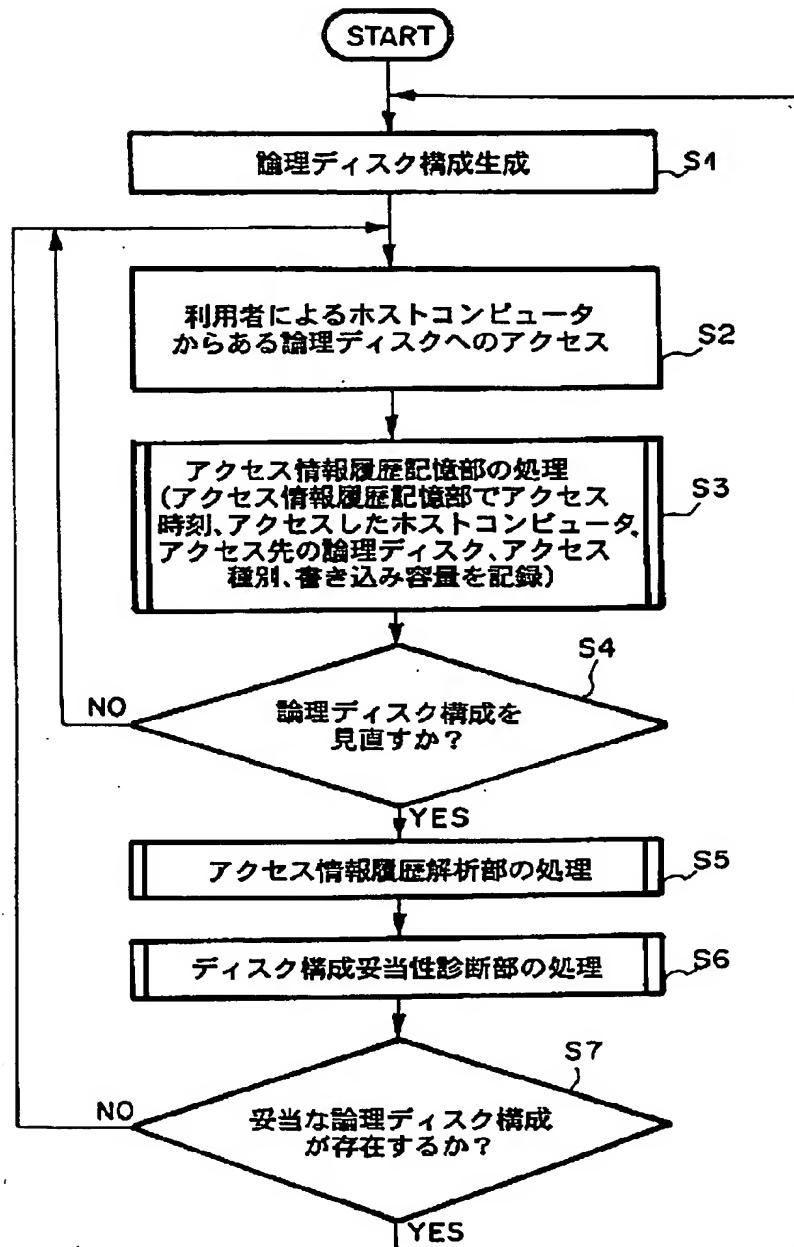 START
論理ディスク構成生成
S1
利用者によるホストコンピュータ
からある論理ディスクへのアクセス
S2
アクセス情報履歴記憶部の処理
(アクセス情報履歴記憶部でアクセス
時刻、アクセスしたホストコンピュータ、
アクセス先の論理ディスク、アクセス
種別、書き込み容量を記録)
S3
S4
論理ディスク構成を
見直すか?
NO
YES
アクセス情報履歴解析部の処理
S5
ディスク構成妥当性診断部の処理
S6
S7
妥当な論理ディスク構成
が存在するか?
NO
YES